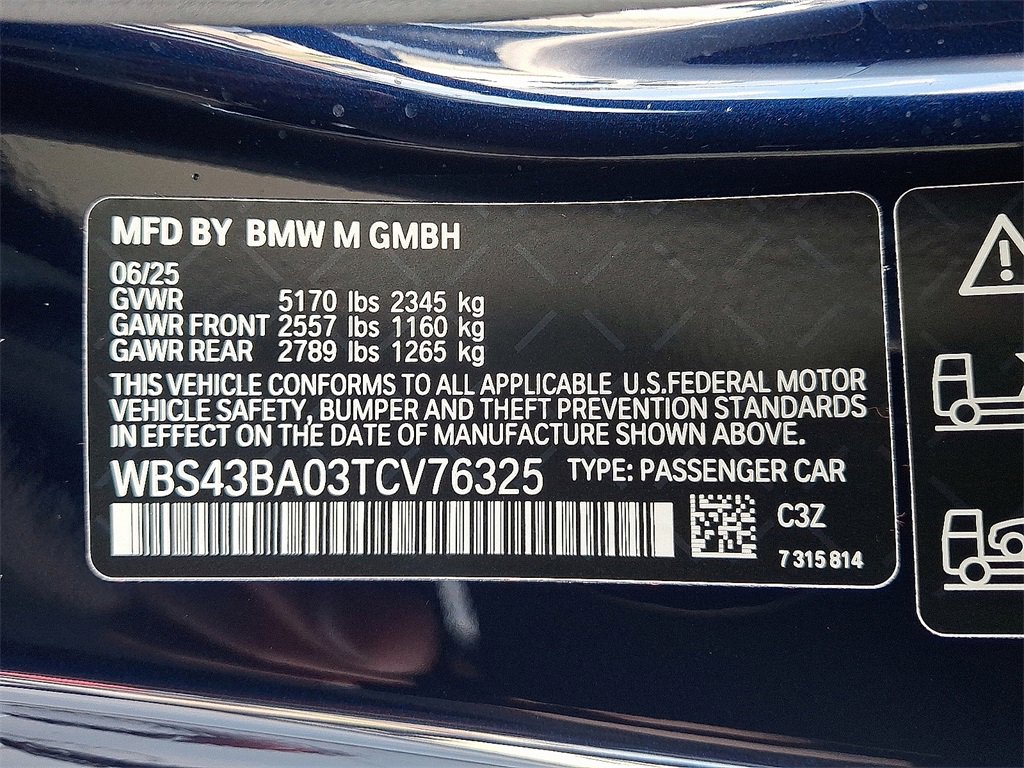 MFD BY BMW M GMBH
06/25
GVWR 5170 lbs 2345 kg
GAWR FRONT 2557 lbs 1160 kg
GAWR REAR 2789 lbs 1265 kg
THIS VEHICLE CONFORMS TO ALL APPLICABLE U.S.FEDERAL MOTOR
VEHICLE SAFETY, BUMPER AND THEFT PREVENTION STANDARDS
IN EFFECT ON THE DATE OF MANUFACTURE SHOWN ABOVE.
WBS43BA03TCV76325 TYPE: PASSENGER CAR
C3Z
7 315 814